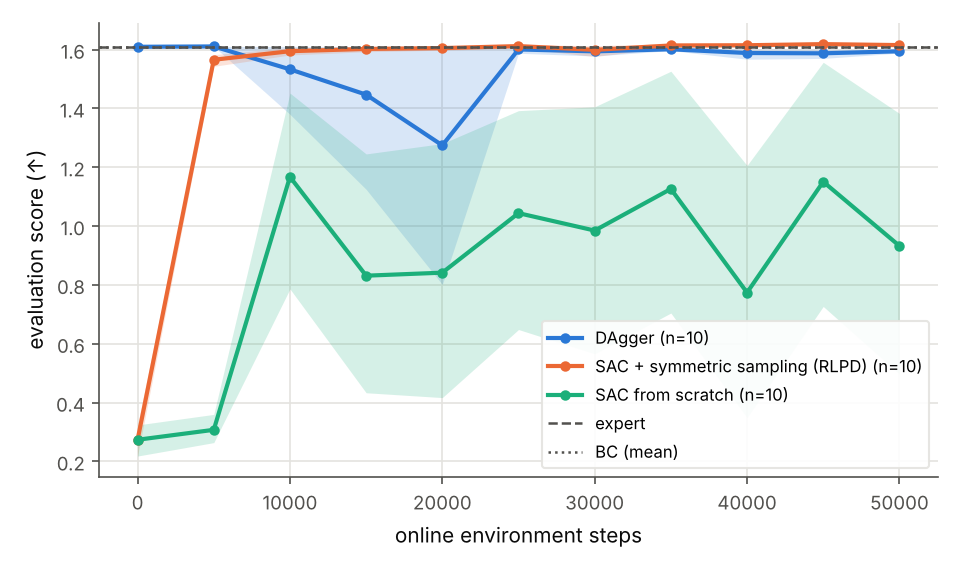 1.6
1.4
1.2
1.0
0.8
0.6
0.4
0.2
evaluation score (↑)
DAgger (n=10)
SAC + symmetric sampling (RLPD) (n=10)
SAC from scratch (n=10)
expert
BC (mean)
0 10000 20000 30000 40000 50000
online environment steps